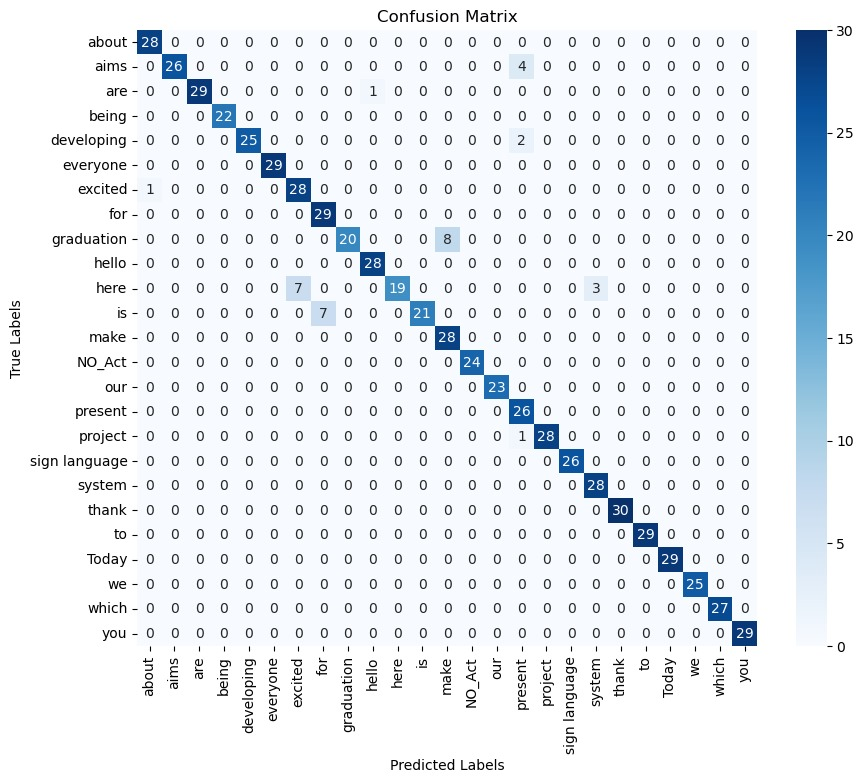 Confusion Matrix
about 28 0 0 0 0 0 0 0 0 0 0 0 0 0 0 0 0 0 0 0 0 0 0 0 0 30
aims 0 26 0 0 0 0 0 0 0 0 0 0 0 0 0 4 0 0 0 0 0 0 0 0 0
are 0 0 29 0 0 0 0 0 0 1 0 0 0 0 0 0 0 0 0 0 0 0 0 0 0
being 0 0 0 22 0 0 0 0 0 0 0 0 0 0 0 0 0 0 0 0 0 0 0 0 0
developing 0 0 0 0 25 0 0 0 0 0 0 0 0 0 0 2 0 0 0 0 0 0 0 0 0 25
everyone 0 0 0 0 0 29 0 0 0 0 0 0 0 0 0 0 0 0 0 0 0 0 0 0 0
excited 1 0 0 0 0 0 28 0 0 0 0 0 0 0 0 0 0 0 0 0 0 0 0 0 0
for 0 0 0 0 0 0 0 29 0 0 0 0 0 0 0 0 0 0 0 0 0 0 0 0 0
graduation 0 0 0 0 0 0 0 0 20 0 0 0 8 0 0 0 0 0 0 0 0 0 0 0 0 20
hello 0 0 0 0 0 0 0 0 0 28 0 0 0 0 0 0 0 0 0 0 0 0 0 0 0
here 0 0 0 0 0 0 7 0 0 0 19 0 0 0 0 0 0 0 3 0 0 0 0 0 0
is 0 0 0 0 0 0 0 7 0 0 0 21 0 0 0 0 0 0 0 0 0 0 0 0 0
True Labels
make 0 0 0 0 0 0 0 0 0 0 0 0 28 0 0 0 0 0 0 0 0 0 0 0 0 15
NO_Act 0 0 0 0 0 0 0 0 0 0 0 0 0 24 0 0 0 0 0 0 0 0 0 0 0
our 0 0 0 0 0 0 0 0 0 0 0 0 0 0 23 0 0 0 0 0 0 0 0 0 0
present 0 0 0 0 0 0 0 0 0 0 0 0 0 0 0 26 0 0 0 0 0 0 0 0 0
project 0 0 0 0 0 0 0 0 0 0 0 0 0 0 0 1 28 0 0 0 0 0 0 0 0 10
sign language 0 0 0 0 0 0 0 0 0 0 0 0 0 0 0 0 0 26 0 0 0 0 0 0 0
system 0 0 0 0 0 0 0 0 0 0 0 0 0 0 0 0 0 0 28 0 0 0 0 0 0
thank 0 0 0 0 0 0 0 0 0 0 0 0 0 0 0 0 0 0 0 30 0 0 0 0 0
to 0 0 0 0 0 0 0 0 0 0 0 0 0 0 0 0 0 0 0 0 29 0 0 0 0 5
Today 0 0 0 0 0 0 0 0 0 0 0 0 0 0 0 0 0 0 0 0 0 29 0 0 0
we 0 0 0 0 0 0 0 0 0 0 0 0 0 0 0 0 0 0 0 0 0 0 25 0 0
which 0 0 0 0 0 0 0 0 0 0 0 0 0 0 0 0 0 0 0 0 0 0 0 27 0
you 0 0 0 0 0 0 0 0 0 0 0 0 0 0 0 0 0 0 0 0 0 0 0 0 29 0
about aims are being developing everyone excited for graduation hello here is make NO_Act our present project sign language system thank to Today we which you
Predicted Labels